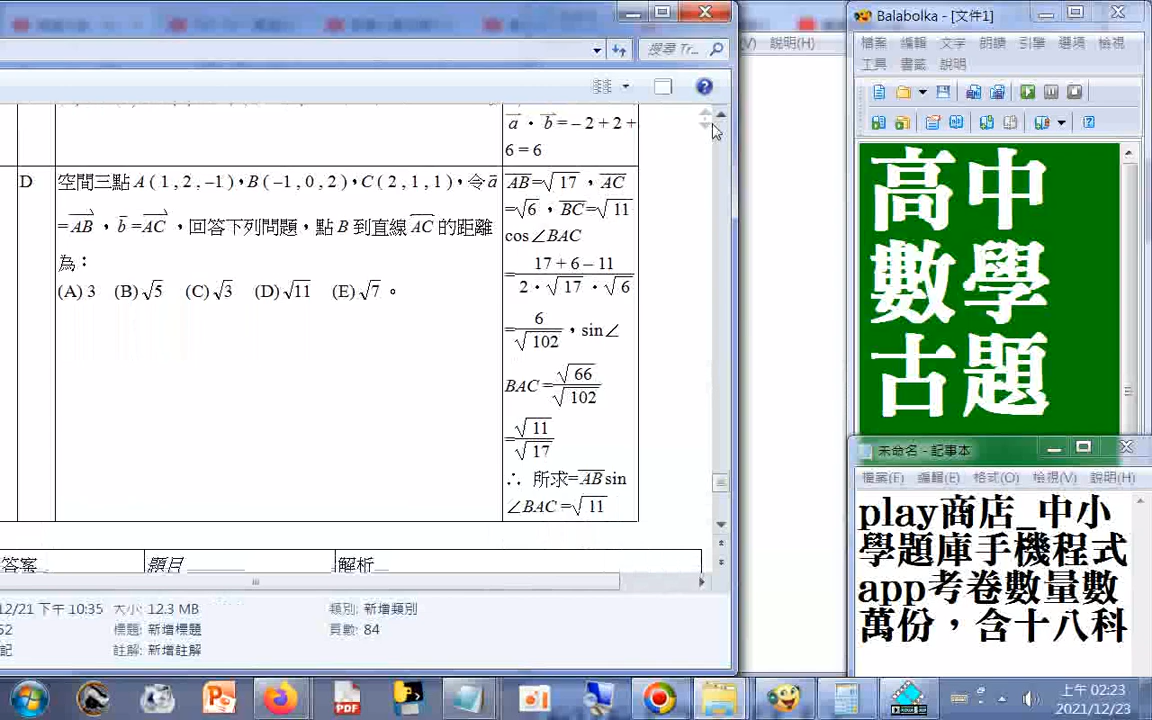 Balabolka - [文件1]
檔案 編輯 文字 朗讀 引擎 選項 檢視
工具 書籤 說明
(V) 說明(H)
搜尋 Tr...
a · b = – 2 + 2 +
6 = 6
D
空間三點 A ( 1 , 2 , –1 )，B ( –1 , 0 , 2 )，C ( 2 , 1 , 1 )，令 a
= AB ， b = AC ，回答下列問題，點 B 到直線 AC 的距離
為：
(A) 3 (B) √5 (C) √3 (D) √11 (E) √7 。
AB = √17 ，AC
= √6 ，BC = √11
cos∠BAC
= (17 + 6 – 11) / (2 · √17 · √6)
= 6/√102 ，sin∠
BAC = √66/√102
= √11/√17
∴ 所求 = AB sin
∠BAC = √11
答案 題目 解析
12/21 下午 10:35 大小: 12.3 MB 類別: 新增類別
標題: 新增標題 頁數: 84
註解: 新增註解
高中
數學
古題
未命名 - 記事本
檔案(F) 編輯(E) 格式(O) 檢視(V) 說明(H)
play商店_中小
學題庫手機程式
app考卷數量數
萬份，含十八科
上午 02:23
2021/12/23